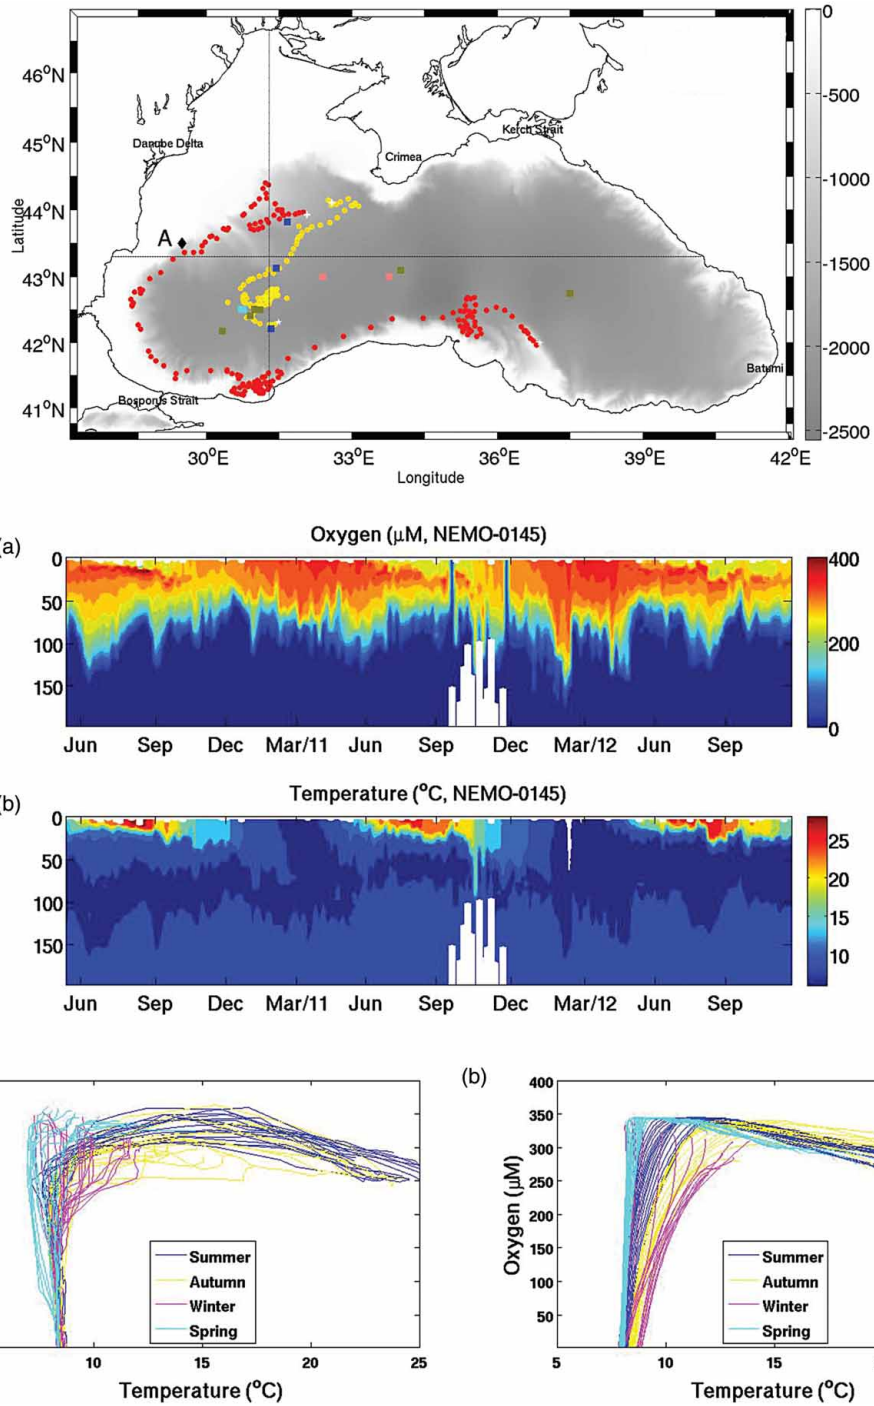 46°N
45°N
44°N
43°N
42°N
41°N
Latitude
Danube Delta
Crimea
Kerch Strait
A
Bosporus Strait
Batumi
30°E
33°E
36°E
39°E
42°E
Longitude
0
-500
-1000
-1500
-2000
-2500
(a)
Oxygen (μM, NEMO-0145)
0
50
100
150
Jun Sep Dec Mar/11 Jun Sep Dec Mar/12 Jun Sep
400
200
0
(b)
Temperature (°C, NEMO-0145)
0
50
100
150
Jun Sep Dec Mar/11 Jun Sep Dec Mar/12 Jun Sep
25
20
15
10
Summer
Autumn
Winter
Spring
10 15 20 25
Temperature (°C)
(b)
400
350
300
250
200
150
100
50
Oxygen (μM)
Summer
Autumn
Winter
Spring
5 10 15
Temperature (°C)